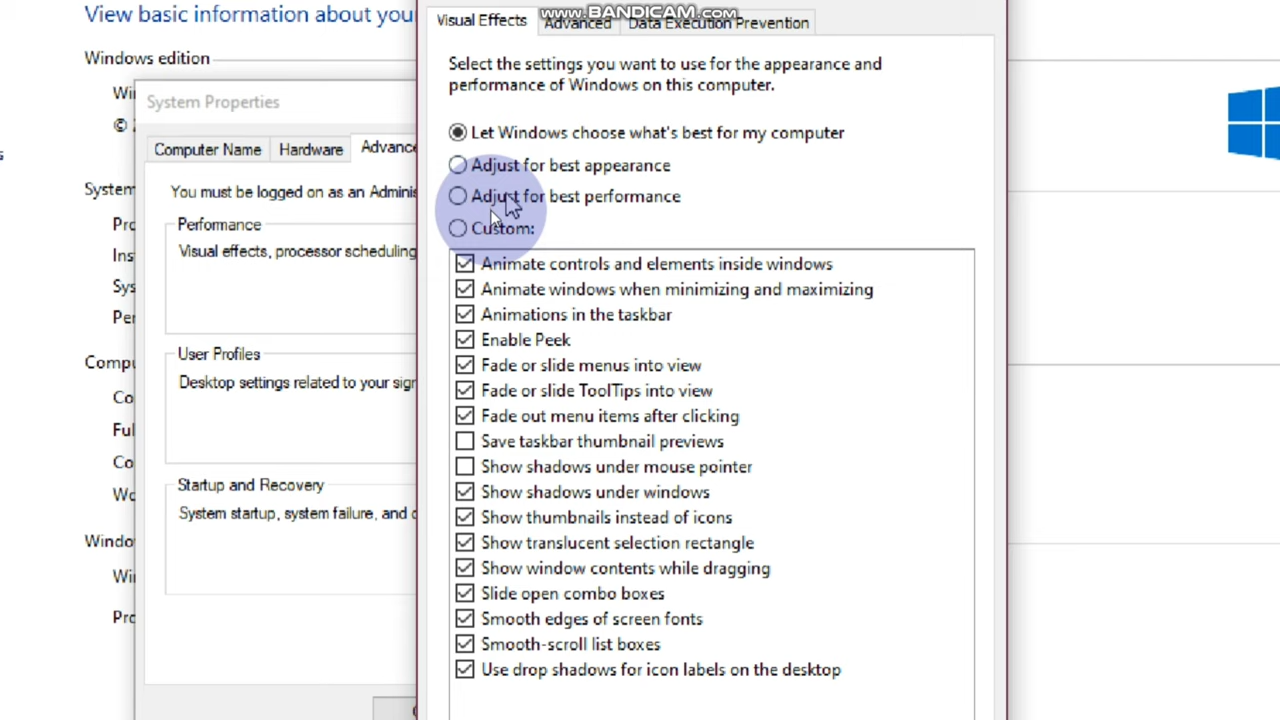 www.BANDICAM.com
View basic information about your
Windows edition
System
Visual Effects
Advanced
Data Execution Prevention
Select the settings you want to use for the appearance and
performance of Windows on this computer.
Let Windows choose what's best for my computer
Adjust for best appearance
Adjust for best performance
Custom:
Animate controls and elements inside windows
Animate windows when minimizing and maximizing
Animations in the taskbar
Enable Peek
Fade or slide menus into view
Fade or slide ToolTips into view
Fade out menu items after clicking
Save taskbar thumbnail previews
Show shadows under mouse pointer
Show shadows under windows
Show thumbnails instead of icons
Show translucent selection rectangle
Show window contents while dragging
Slide open combo boxes
Smooth edges of screen fonts
Smooth-scroll list boxes
Use drop shadows for icon labels on the desktop
System Properties
Computer Name
Hardware
Advance
You must be logged on as an Adminis
Performance
Visual effects, processor scheduling
User Profiles
Desktop settings related to your sign
Startup and Recovery
System startup, system failure, and